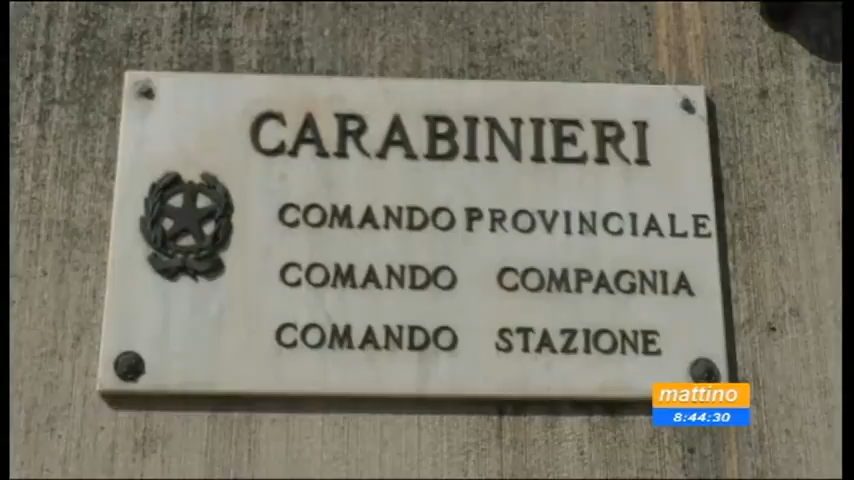 CARABINIERI
COMANDO PROVINCIALE
COMANDO COMPAGNIA
COMANDO STAZIONE
mattino
8:44:30